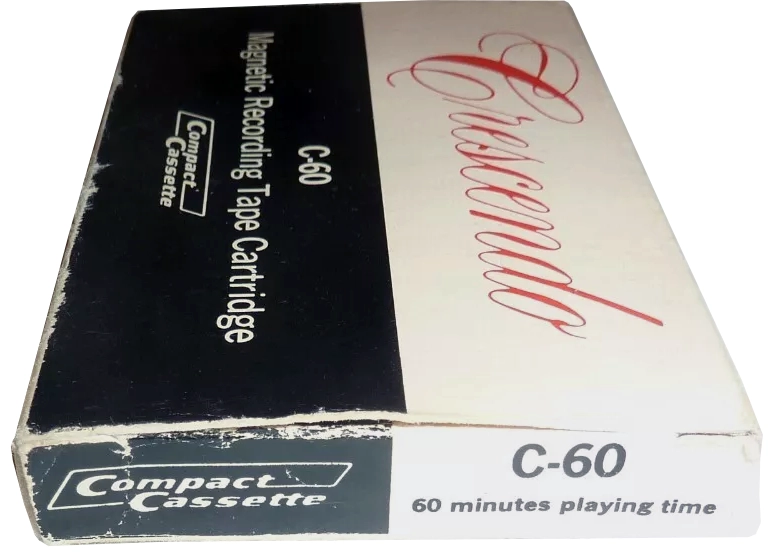 Crescendo
C-60
Magnetic Recording Tape Cartridge
Compact
Cassette
Compact
Cassette
C-60
60 minutes playing time